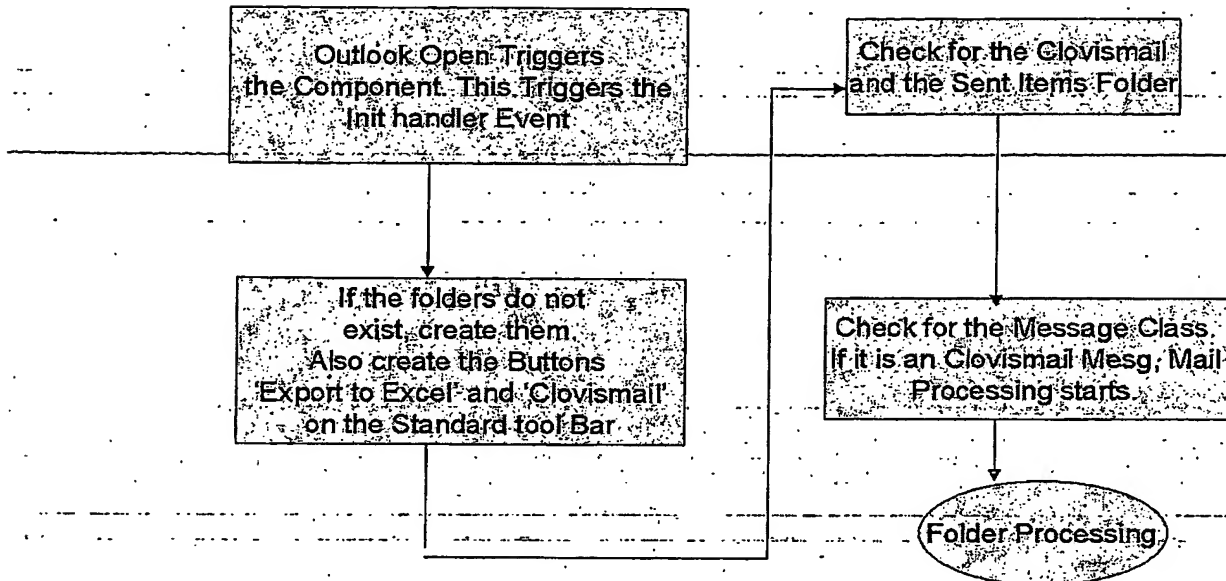 Outlook Open Triggers
the Component. This Triggers the
Init handler Event
If the folders do not
exist, create them.
Also create the Buttons
'Export to Excel' and 'Clovismail'
on the Standard tool Bar
Check for the Clovismail
and the Sent Items Folder
Check for the Message Class.
If it is an Clovismail Mesg, Mail
Processing starts.
Folder Processing